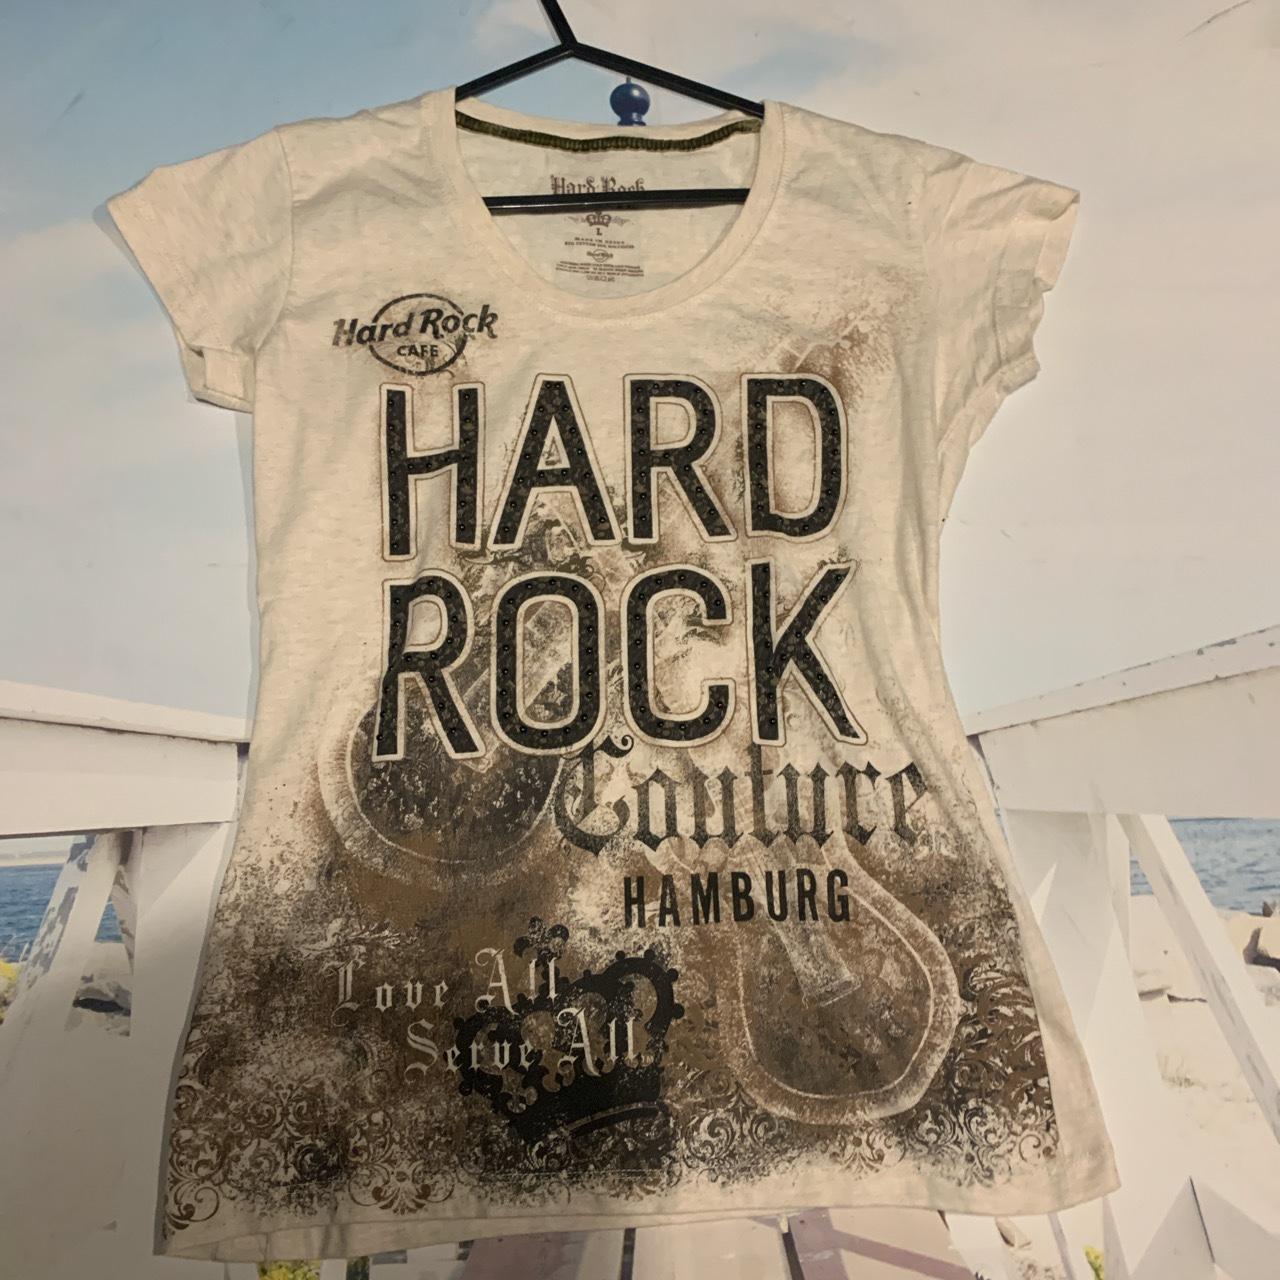 Hard Rock
L
Hard Rock
CAFE
HARD
ROCK
Couture
HAMBURG
Love All
Serve All